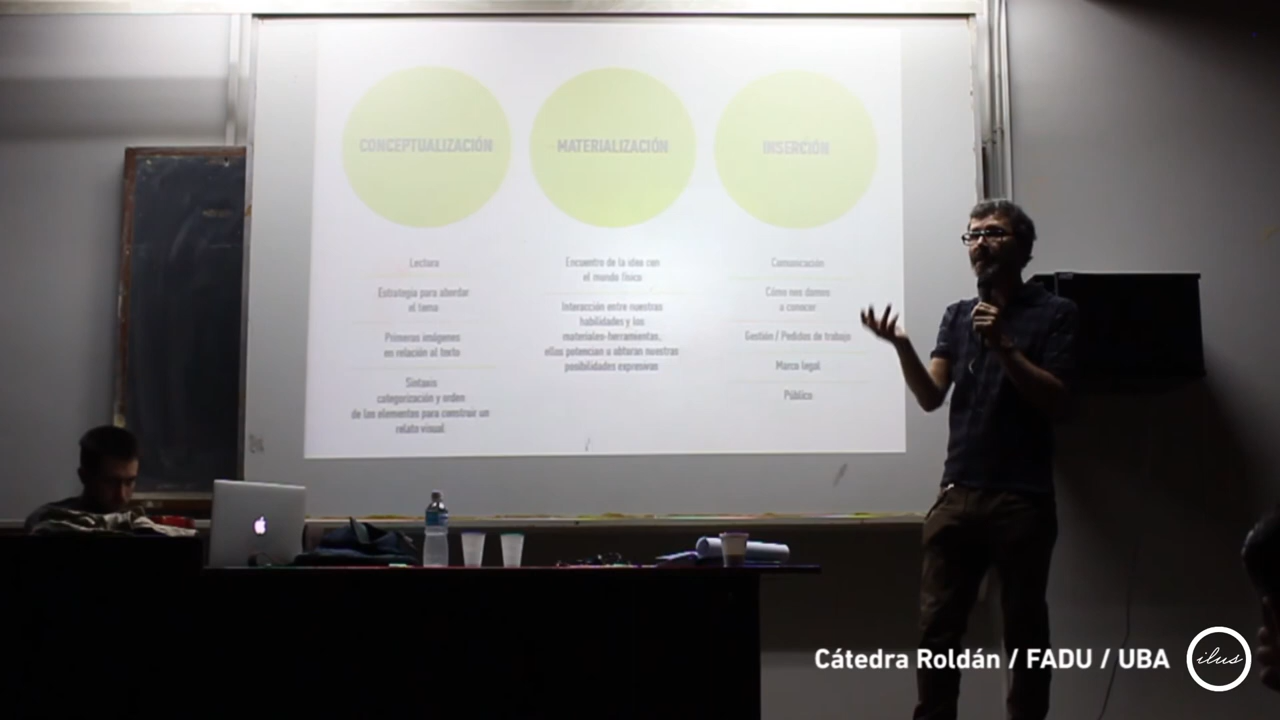 CONCEPTUALIZACIÓN
Lectura
Estrategia para abordar
el tema
Primeras imágenes
en relación al texto
Sintaxis
categorización y orden
de los elementos para construir un
relato visual
MATERIALIZACIÓN
Encuentro de la idea con
el mundo físico
Interacción entre nuestras
habilidades y los
materiales-herramientas,
ellos potencian u obturan nuestras
posibilidades expresivas
INSERCIÓN
Comunicación
Cómo nos damos
a conocer
Gestión / Pedidos de trabajo
Marco legal
Público
Cátedra Roldán / FADU / UBA
ilus